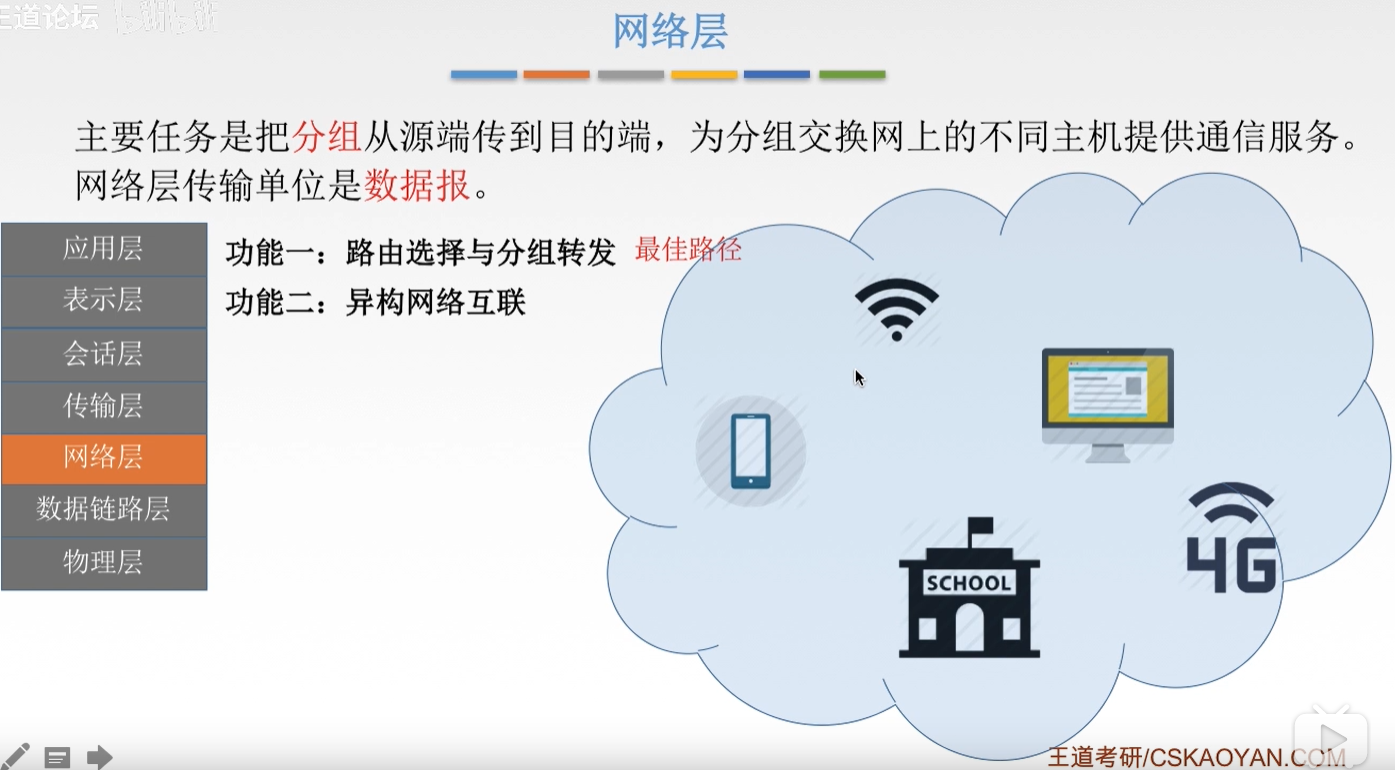 王道论坛 bilibili
网络层
主要任务是把分组从源端传到目的端，为分组交换网上的不同主机提供通信服务。
网络层传输单位是数据报。
应用层
表示层
会话层
传输层
网络层
数据链路层
物理层
功能一：路由选择与分组转发 最佳路径
功能二：异构网络互联
SCHOOL
4G
王道考研/CSKAOYAN.COM